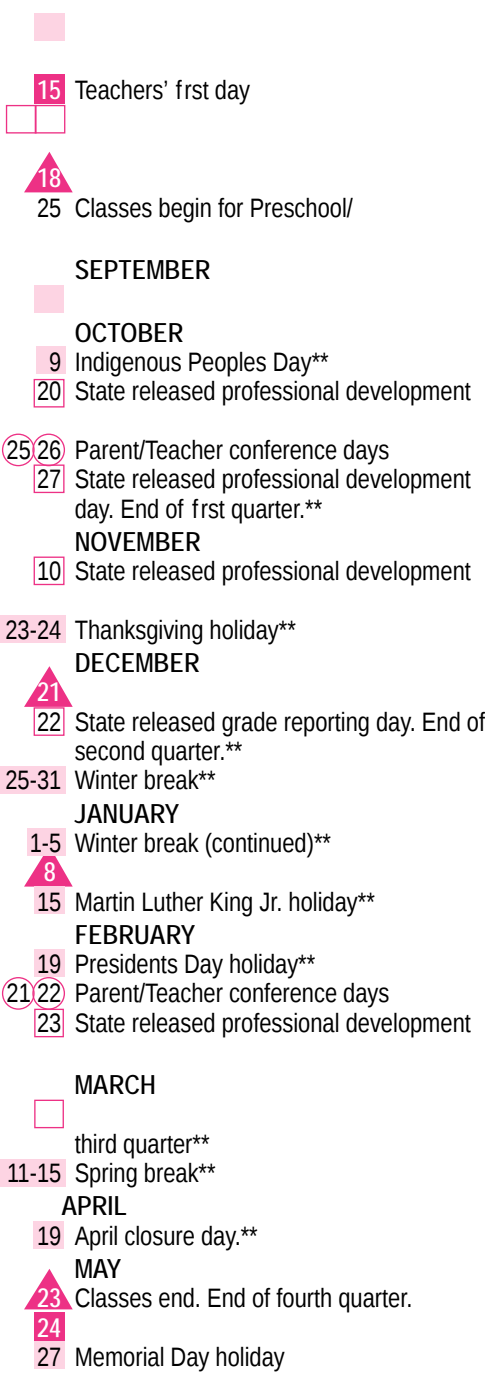 15 Teachers' frst day
18
25 Classes begin for Preschool/
SEPTEMBER
OCTOBER
9 Indigenous Peoples Day**
20 State released professional development
25 26 Parent/Teacher conference days
27 State released professional development
day. End of frst quarter.**
NOVEMBER
10 State released professional development
23-24 Thanksgiving holiday**
DECEMBER
21
22 State released grade reporting day. End of
second quarter.**
25-31 Winter break**
JANUARY
1-5 Winter break (continued)**
8
15 Martin Luther King Jr. holiday**
FEBRUARY
19 Presidents Day holiday**
21 22 Parent/Teacher conference days
23 State released professional development
MARCH
third quarter**
11-15 Spring break**
APRIL
19 April closure day.**
MAY
23 Classes end. End of fourth quarter.
24
27 Memorial Day holiday